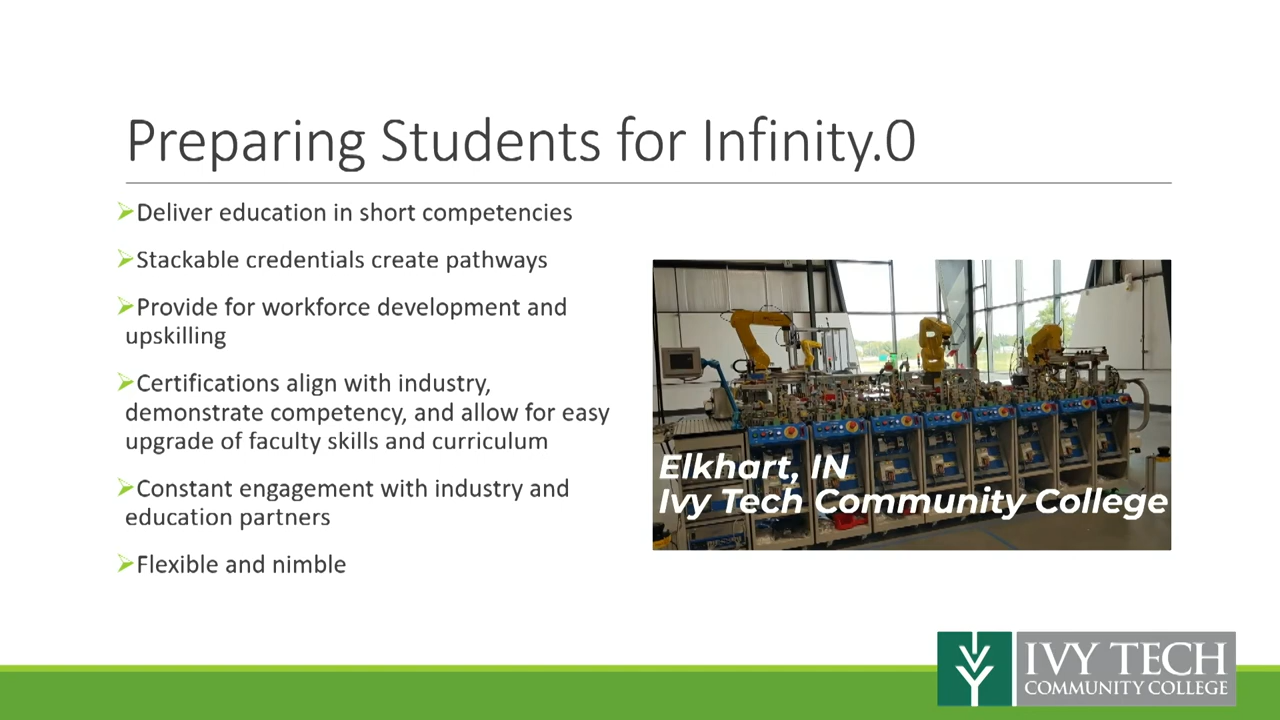 Preparing Students for Infinity.0
Deliver education in short competencies
Stackable credentials create pathways
Provide for workforce development and
upskilling
Certifications align with industry,
demonstrate competency, and allow for easy
upgrade of faculty skills and curriculum
Constant engagement with industry and
education partners
Flexible and nimble
Elkhart, IN
Ivy Tech Community College
IVY TECH
COMMUNITY COLLEGE